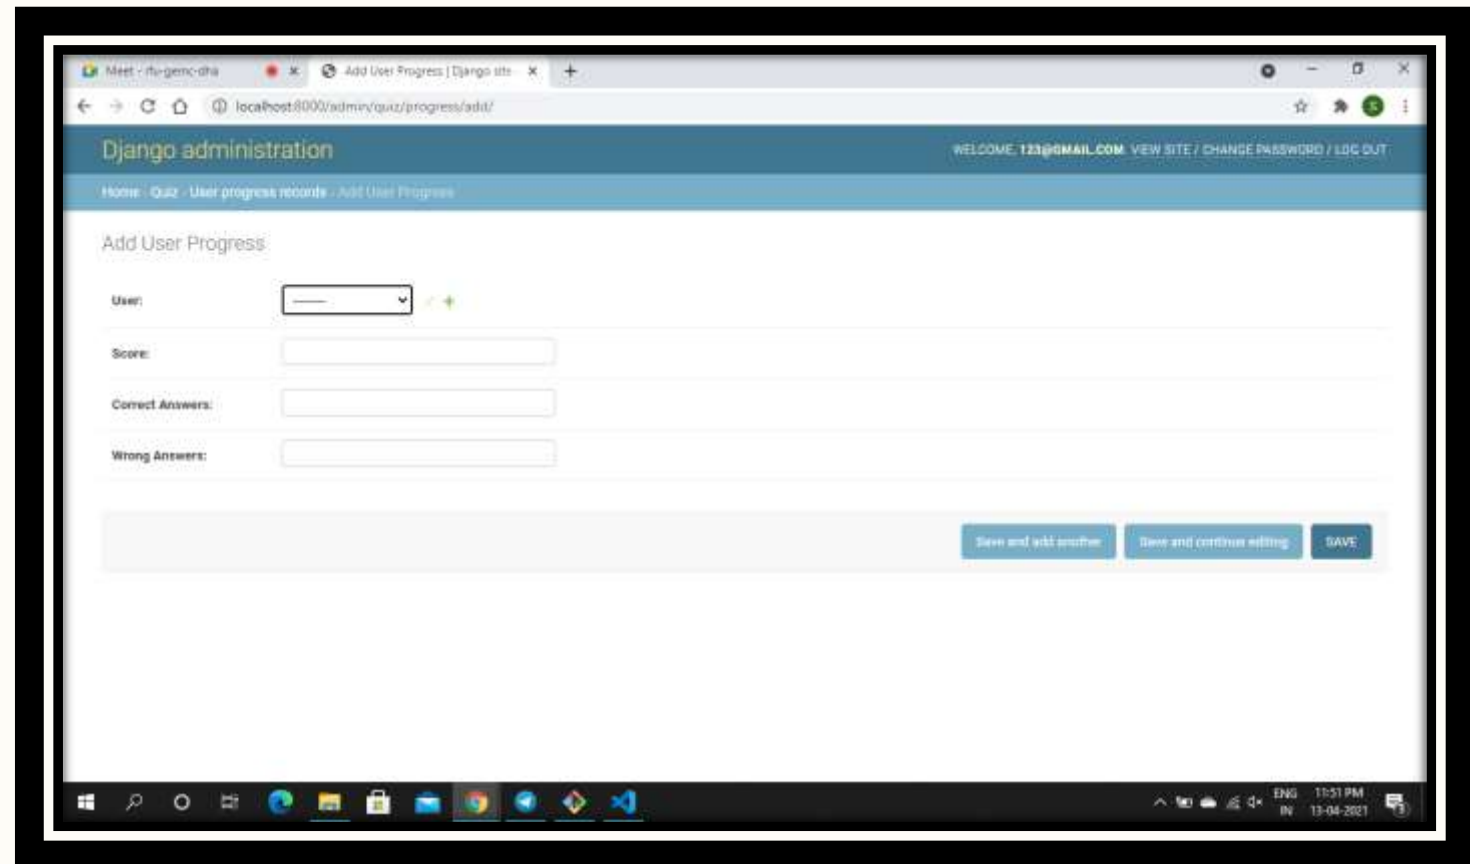 Meet - rfu-gemc-dha
Add User Progress | Django site
localhost:8000/admin/quiz/progress/add/
Django administration
WELCOME, 123@GMAIL.COM. VIEW SITE / CHANGE PASSWORD / LOG OUT
Home › Quiz › User progress records › Add User Progress
Add User Progress
User:
-------
Score:
Correct Answers:
Wrong Answers:
Save and add another
Save and continue editing
SAVE
ENG
IN
11:51 PM
13-04-2021
S
3